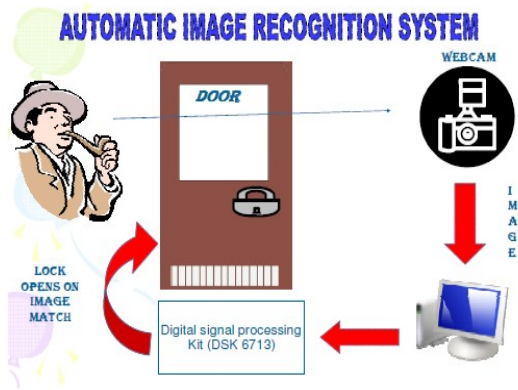 AUTOMATIC IMAGE RECOGNITION SYSTEM
WEBCAM
DOOR
I
M
A
G
E
LOCK
OPENS ON
IMAGE
MATCH
Digital signal processing
Kit (DSK 6713)